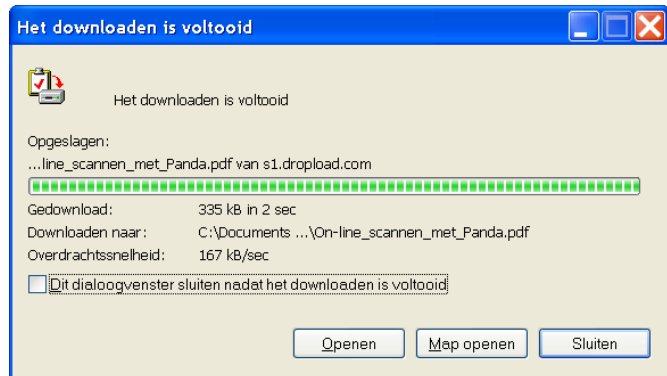 Het downloaden is voltooid
Het downloaden is voltooid
Opgeslagen:
...line_scannen_met_Panda.pdf van s1.dropload.com
Gedownload: 335 kB in 2 sec
Downloaden naar: C:\Documents ...\On-line_scannen_met_Panda.pdf
Overdrachtssnelheid: 167 kB/sec
Dit dialoogvenster sluiten nadat het downloaden is voltooid
Openen Map openen Sluiten